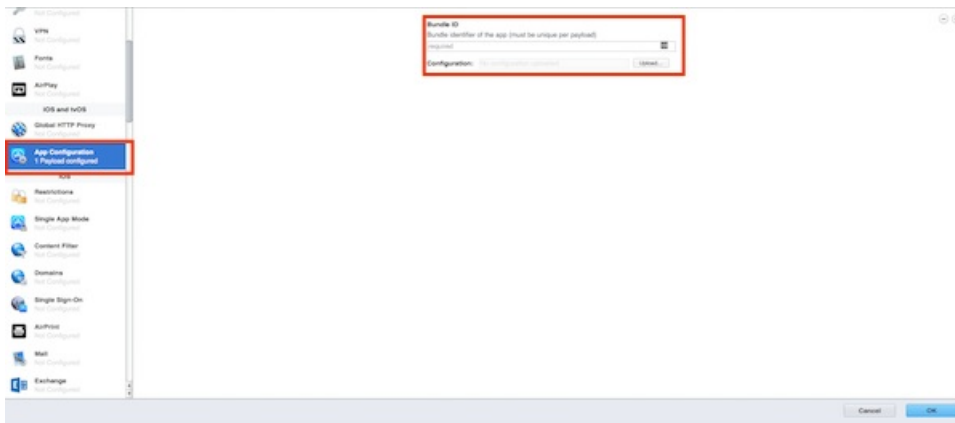 Not Configured
VPN
Not Configured
Fonts
Not Configured
AirPlay
Not Configured
iOS and tvOS
Global HTTP Proxy
Not Configured
App Configuration
1 Payload configured
iOS
Restrictions
Not Configured
Single App Mode
Not Configured
Content Filter
Not Configured
Domains
Not Configured
Single Sign-On
Not Configured
AirPrint
Not Configured
Mail
Not Configured
Exchange
Not Configured
Bundle ID
Bundle identifier of the app (must be unique per payload)
required
Configuration: No configuration uploaded Upload...
Cancel OK